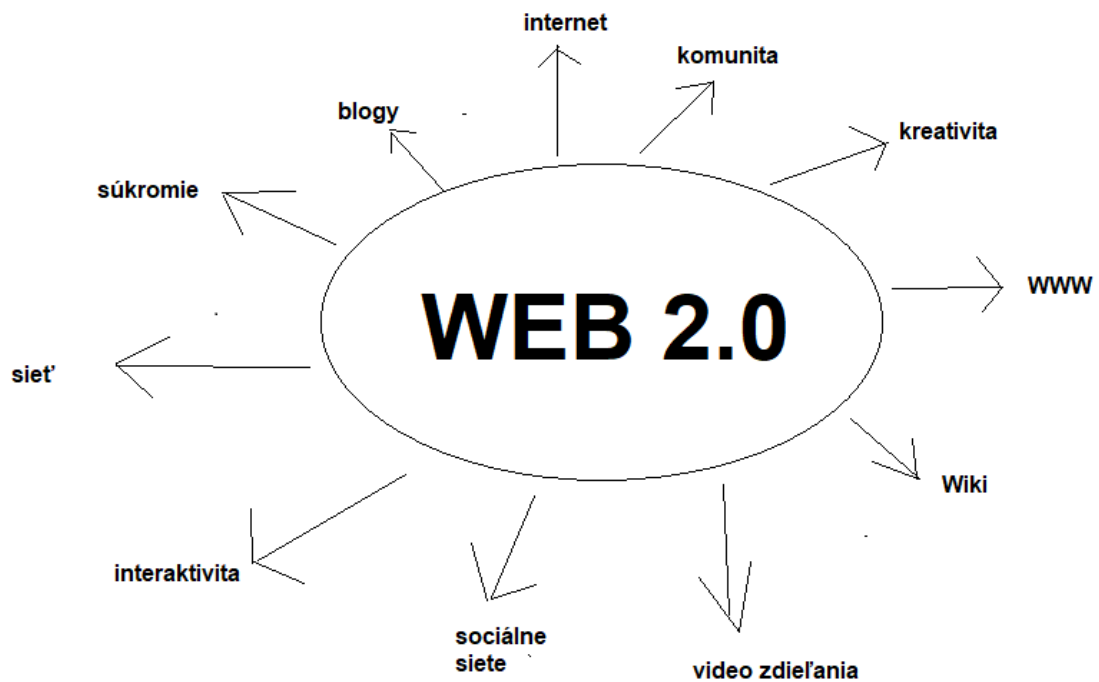 internet
komunita
blogy
kreativita
súkromie
WWW
WEB 2.0
sieť
Wiki
interaktivita
sociálne
siete
video zdieľania